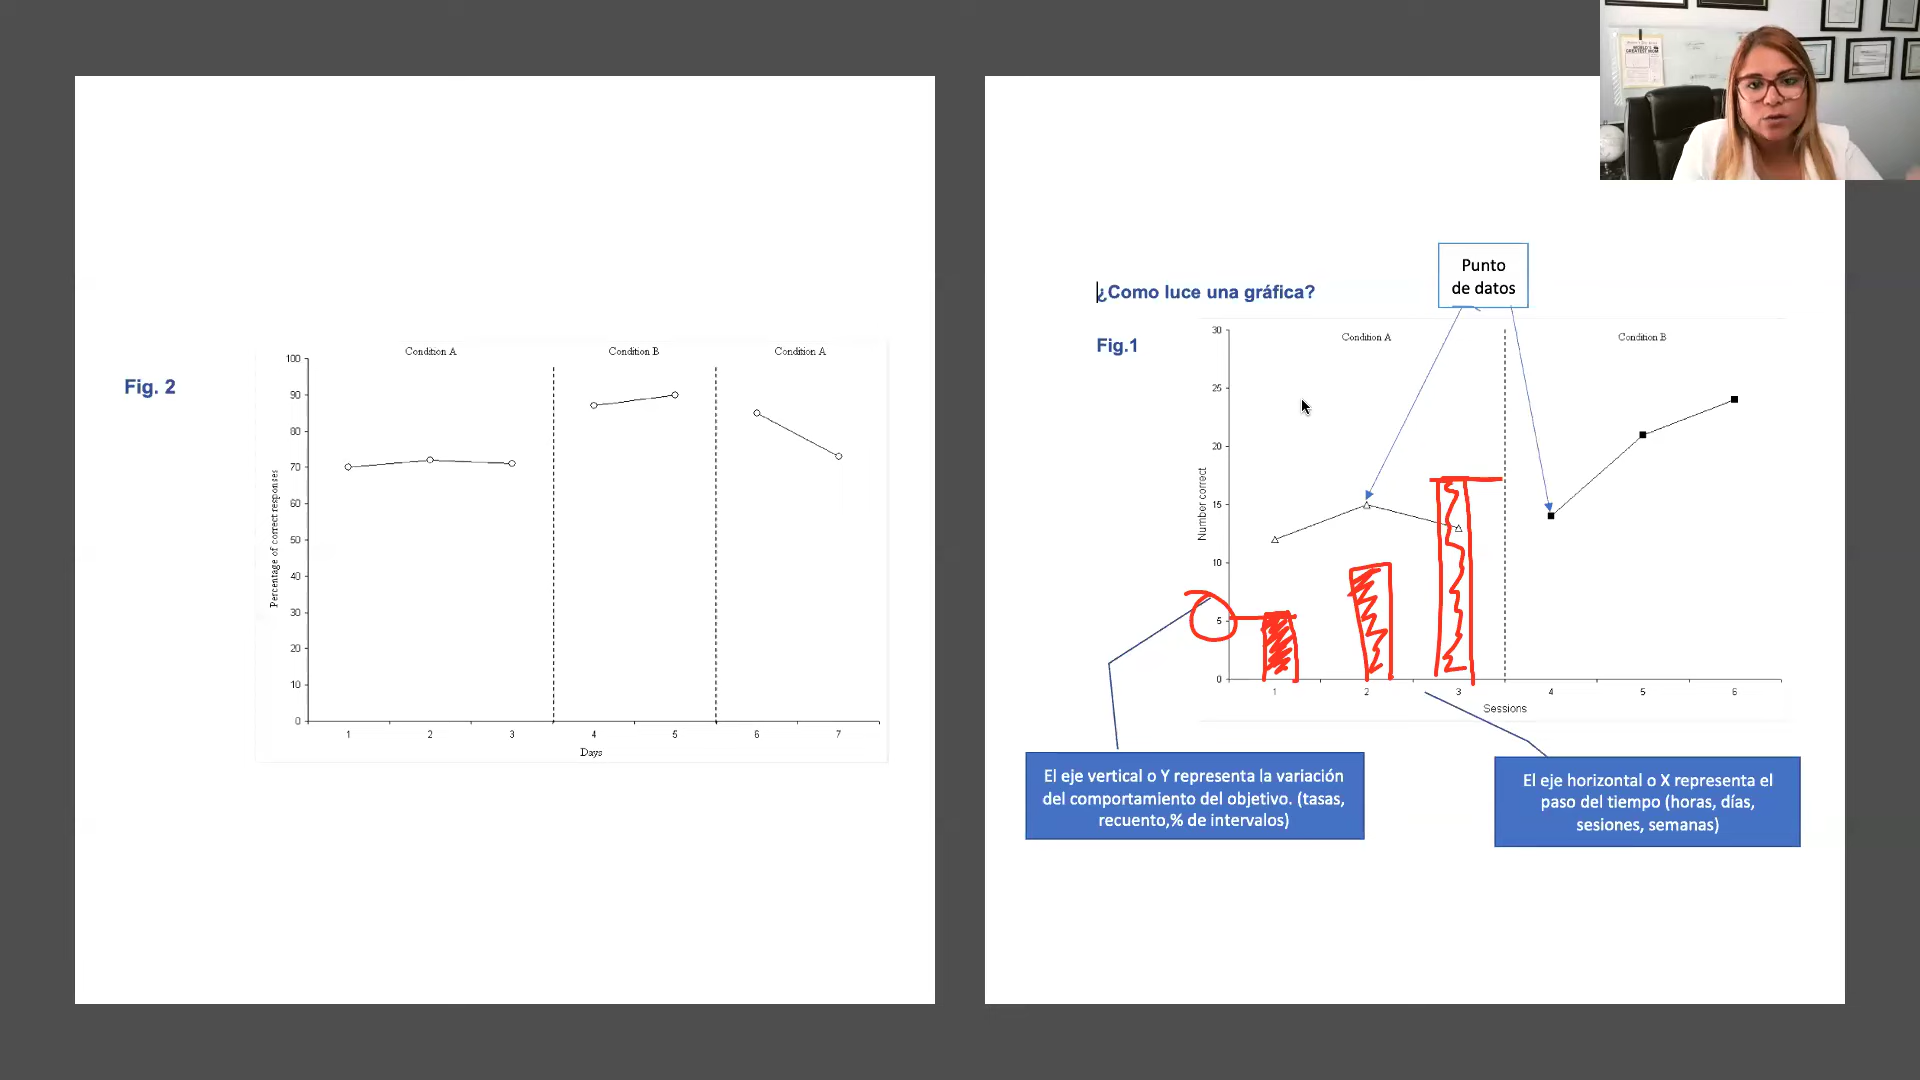 Fig. 2
Condition A
Condition B
Condition A
100
90
80
70
60
50
40
30
20
10
0
Percentage of correct responses
1
2
3
4
5
6
7
Days
WORLD'S
GREATEST MOM
Punto
de datos
¿Como luce una gráfica?
Fig.1
Condition A
Condition B
30
25
20
15
10
5
0
Number correct
1
2
3
4
5
6
Sessions
El eje vertical o Y representa la variación
del comportamiento del objetivo. (tasas,
recuento,% de intervalos)
El eje horizontal o X representa el
paso del tiempo (horas, días,
sesiones, semanas)